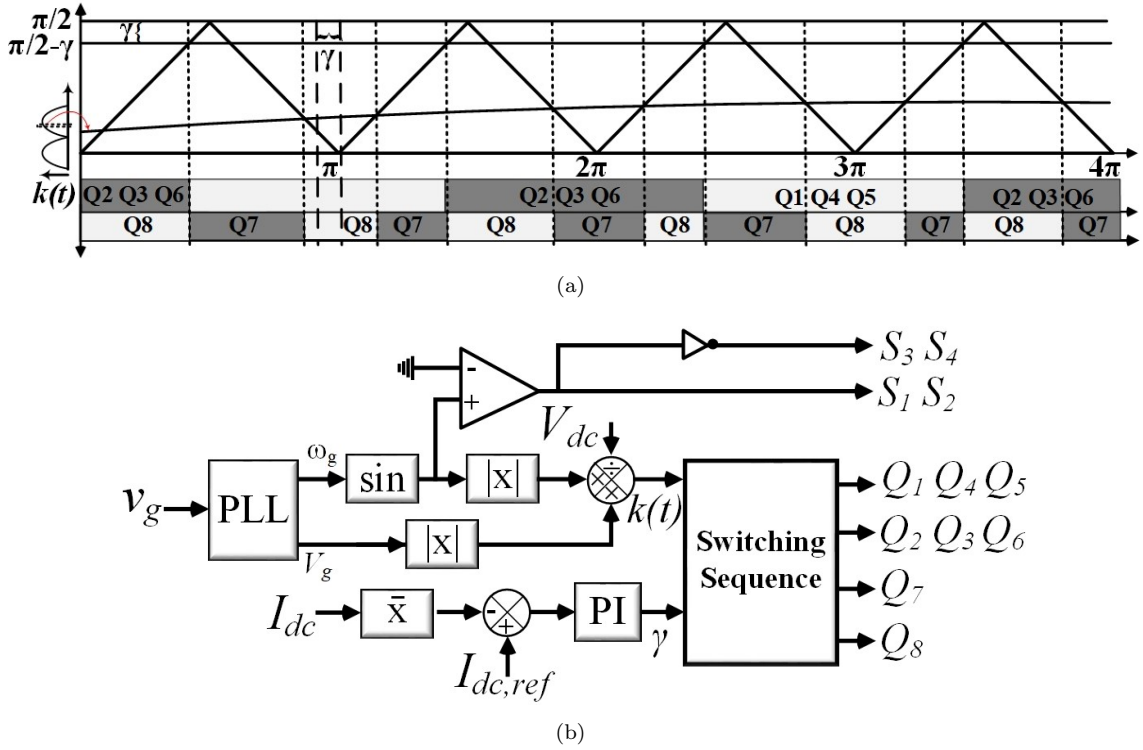 π/2
γ{
π/2-γ
γ
π 2π 3π 4π
k(t)
Q2 Q3 Q6 Q2 Q3 Q6 Q1 Q4 Q5 Q2 Q3 Q6
Q8 Q7 Q8 Q7 Q8 Q7 Q8 Q7 Q8 Q7 Q8 Q7
(a)
S3 S4
-
+
S1 S2
Vdc
ωg
sin
|x|
÷
× ×
k(t)
vg
PLL
Vg
|x|
Switching
Sequence
Q1 Q4 Q5
Q2 Q3 Q6
Q7
Q8
Idc
x̄
-
+
PI
γ
Idc,ref
(b)